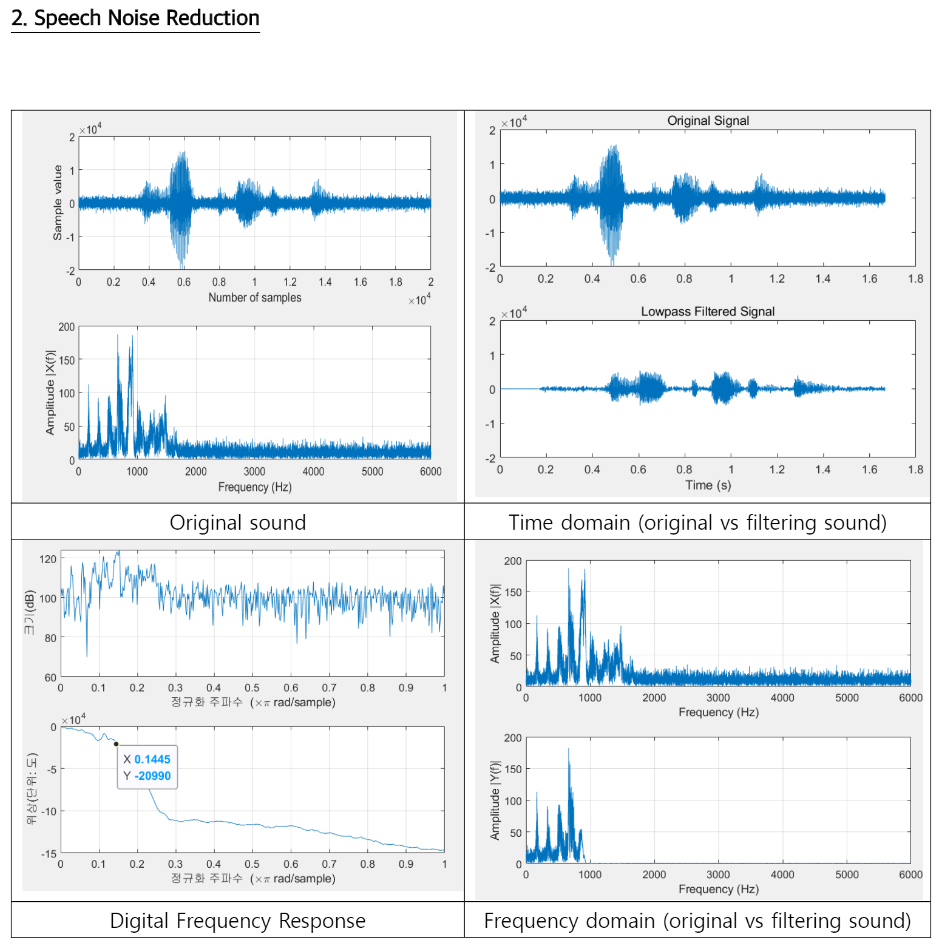 2. Speech Noise Reduction
×10⁴
2
1
0
-1
-2
Sample value
0 0.2 0.4 0.6 0.8 1 1.2 1.4 1.6 1.8 2
Number of samples
×10⁴
200
150
100
50
0
Amplitude |X(f)|
0 1000 2000 3000 4000 5000 6000
Frequency (Hz)
Original Signal
×10⁴
2
1
0
-1
-2
0 0.2 0.4 0.6 0.8 1 1.2 1.4 1.6 1.8
Lowpass Filtered Signal
×10⁴
2
1
0
-1
-2
0 0.2 0.4 0.6 0.8 1 1.2 1.4 1.6 1.8
Time (s)
Original sound
Time domain (original vs filtering sound)
120
100
80
60
크기(dB)
0 0.1 0.2 0.3 0.4 0.5 0.6 0.7 0.8 0.9 1
정규화 주파수 (×π rad/sample)
×10⁴
0
-5
-10
-15
위상(단위: 도)
X 0.1445
Y -20990
0 0.1 0.2 0.3 0.4 0.5 0.6 0.7 0.8 0.9 1
정규화 주파수 (×π rad/sample)
200
150
100
50
0
Amplitude |X(f)|
0 1000 2000 3000 4000 5000 6000
Frequency (Hz)
200
150
100
50
0
Amplitude |Y(f)|
0 1000 2000 3000 4000 5000 6000
Frequency (Hz)
Digital Frequency Response
Frequency domain (original vs filtering sound)